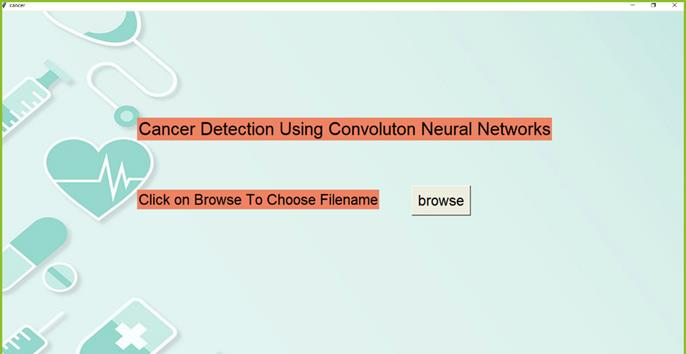 cancer
Cancer Detection Using Convoluton Neural Networks
Click on Browse To Choose Filename
browse